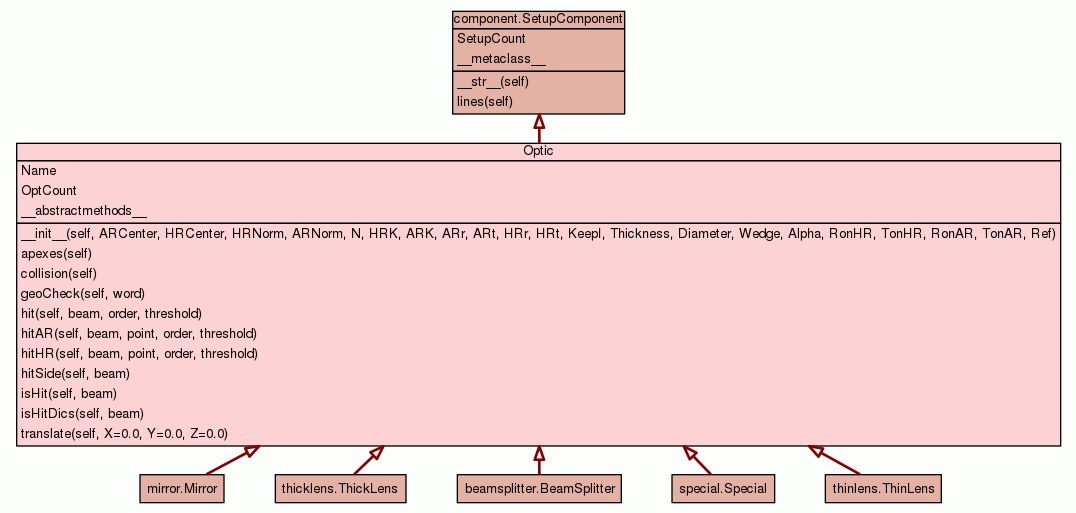 component.SetupComponent
SetupCount
__metaclass__
__str__(self)
lines(self)
Optic
Name
OptCount
__abstractmethods__
__init__(self, ARCenter, HRCenter, HRNorm, ARNorm, N, HRK, ARK, ARr, ARt, HRr, HRt, KeepI, Thickness, Diameter, Wedge, Alpha, RonHR, TonHR, RonAR, TonAR, Ref)
apexes(self)
collision(self)
geoCheck(self, word)
hit(self, beam, order, threshold)
hitAR(self, beam, point, order, threshold)
hitHR(self, beam, point, order, threshold)
hitSide(self, beam)
isHit(self, beam)
isHitDics(self, beam)
translate(self, X=0.0, Y=0.0, Z=0.0)
mirror.Mirror
thicklens.ThickLens
beamsplitter.BeamSplitter
special.Special
thinlens.ThinLens